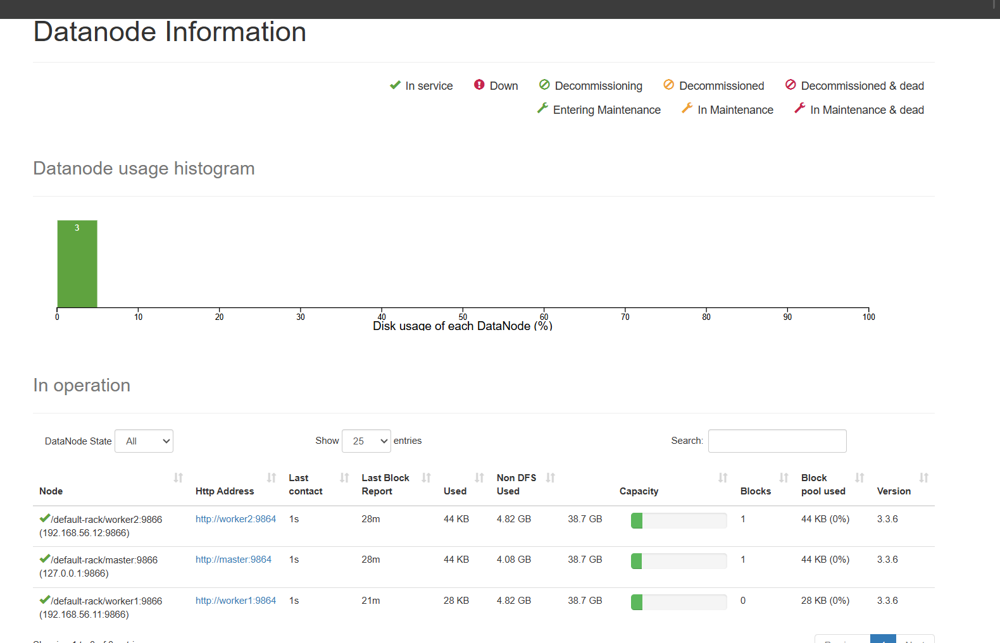 Datanode Information
In service Down Decommissioning Decommissioned Decommissioned & dead
Entering Maintenance In Maintenance In Maintenance & dead
Datanode usage histogram
3
0 10 20 30 40 50 60 70 80 90 100
Disk usage of each DataNode (%)
In operation
DataNode State All Show 25 entries Search:
Node Http Address Last contact Last Block Report Used Non DFS Used Capacity Blocks Block pool used Version
/default-rack/worker2:9866 http://worker2:9864 1s 28m 44 KB 4.82 GB 38.7 GB 1 44 KB (0%) 3.3.6
(192.168.56.12:9866)
/default-rack/master:9866 http://master:9864 1s 28m 44 KB 4.08 GB 38.7 GB 1 44 KB (0%) 3.3.6
(127.0.0.1:9866)
/default-rack/worker1:9866 http://worker1:9864 1s 21m 28 KB 4.82 GB 38.7 GB 0 28 KB (0%) 3.3.6
(192.168.56.11:9866)